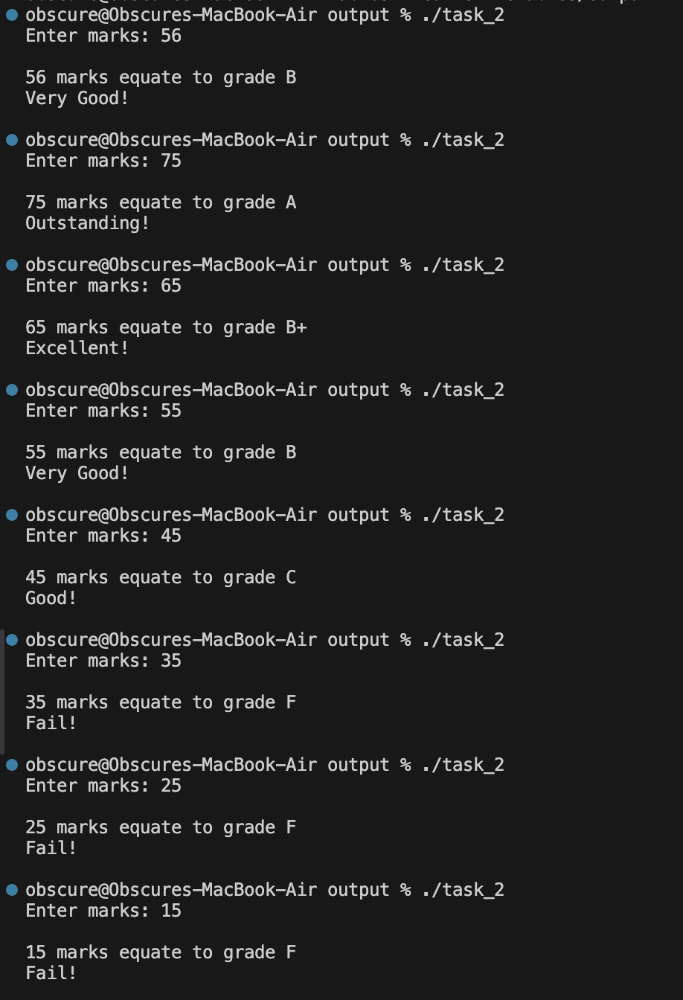 obscure@Obscures-MacBook-Air output % ./task_2
Enter marks: 56
56 marks equate to grade B
Very Good!
obscure@Obscures-MacBook-Air output % ./task_2
Enter marks: 75
75 marks equate to grade A
Outstanding!
obscure@Obscures-MacBook-Air output % ./task_2
Enter marks: 65
65 marks equate to grade B+
Excellent!
obscure@Obscures-MacBook-Air output % ./task_2
Enter marks: 55
55 marks equate to grade B
Very Good!
obscure@Obscures-MacBook-Air output % ./task_2
Enter marks: 45
45 marks equate to grade C
Good!
obscure@Obscures-MacBook-Air output % ./task_2
Enter marks: 35
35 marks equate to grade F
Fail!
obscure@Obscures-MacBook-Air output % ./task_2
Enter marks: 25
25 marks equate to grade F
Fail!
obscure@Obscures-MacBook-Air output % ./task_2
Enter marks: 15
15 marks equate to grade F
Fail!